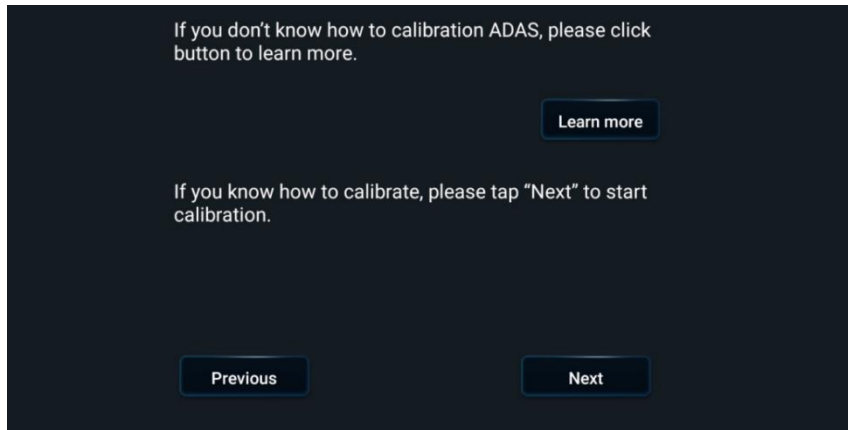 If you don’t know how to calibration ADAS, please click
button to learn more.
Learn more
If you know how to calibrate, please tap “Next” to start
calibration.
Previous
Next